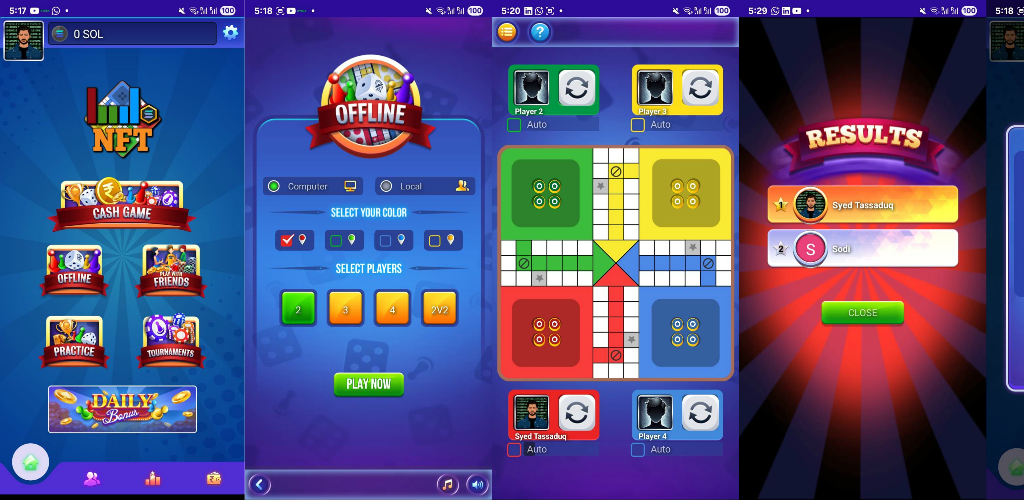 5:17
100
0 SOL
NFT
CASH GAME
OFFLINE
PLAY WITH
FRIENDS
PRACTICE
TOURNAMENTS
DAILY
Bonus
5:18
100
OFFLINE
Computer
Local
SELECT YOUR COLOR
SELECT PLAYERS
2
3
4
2V2
PLAY NOW
5:20
100
?
Player 2
Player 3
Auto
Auto
Syed Tassaduq
Player 4
Auto
Auto
5:29
100
RESULTS
1
Syed Tassaduq
2
S
Sodi
CLOSE
5:18